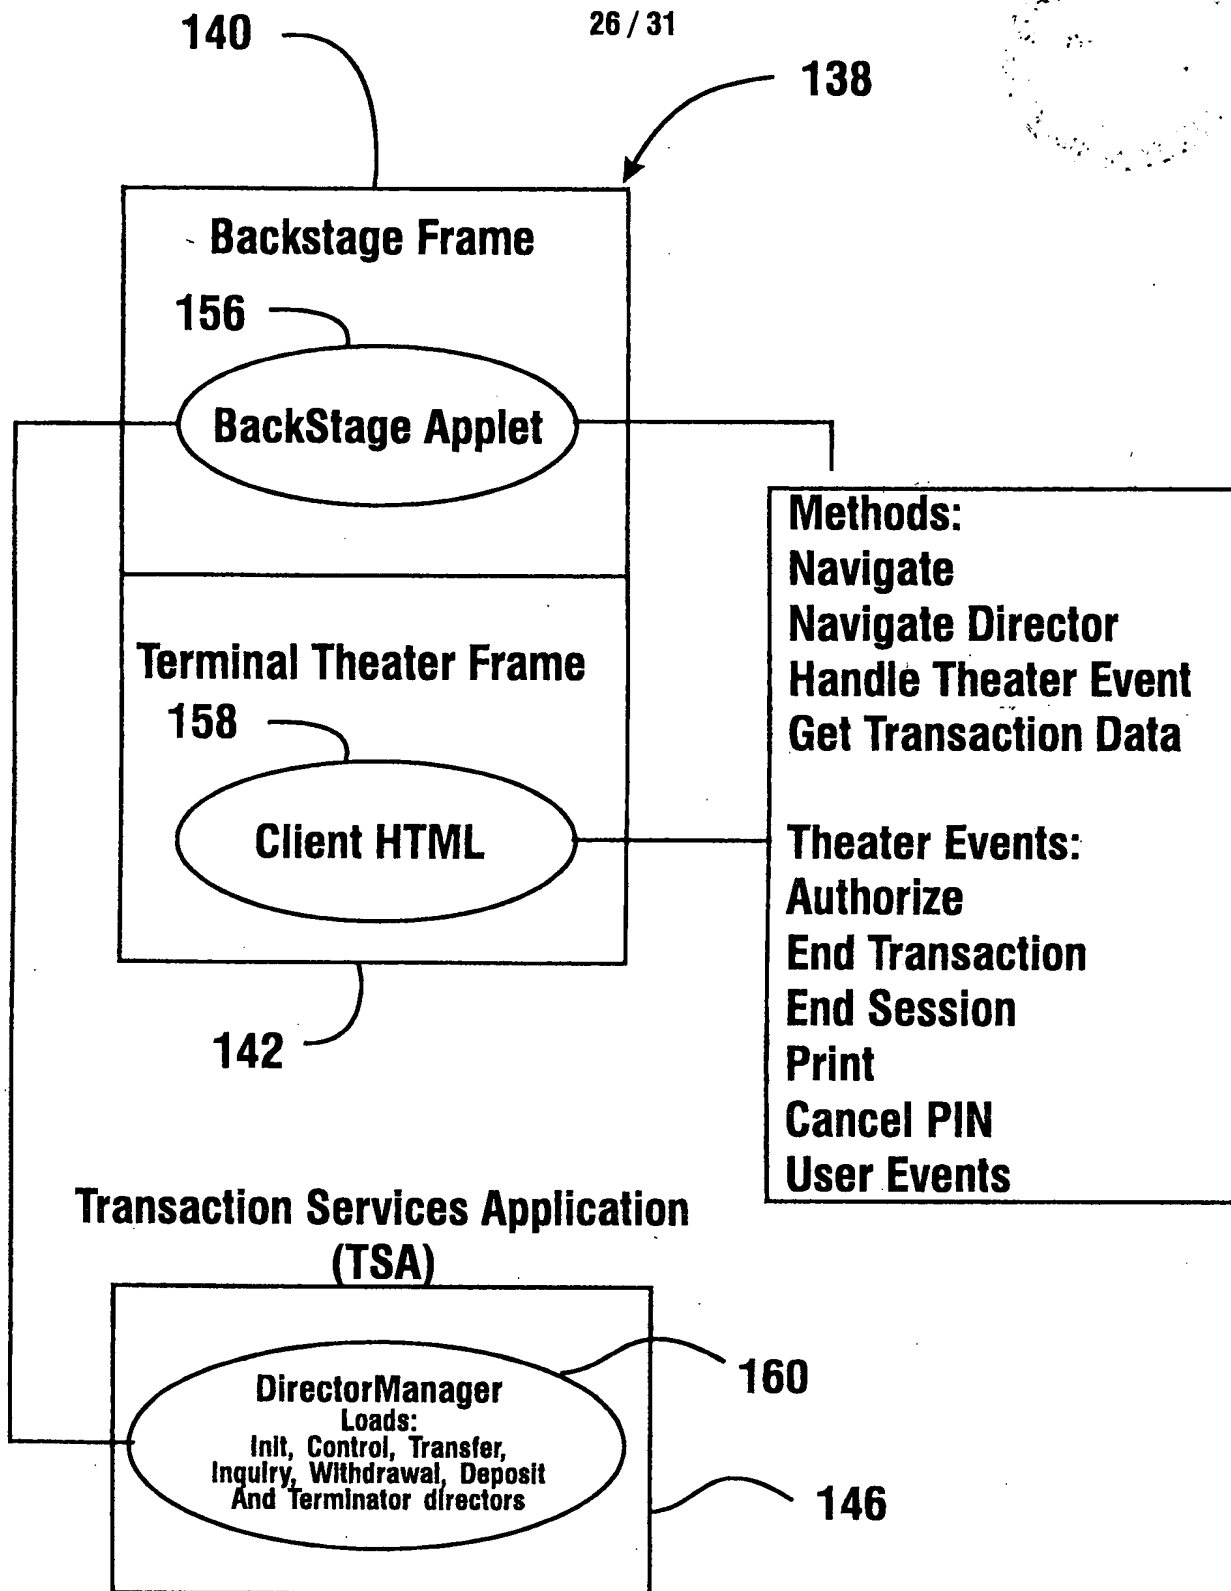 26 / 31
140
138
Backstage Frame
156
BackStage Applet
Terminal Theater Frame
158
Client HTML
142
Methods:
Navigate
Navigate Director
Handle Theater Event
Get Transaction Data
Theater Events:
Authorize
End Transaction
End Session
Print
Cancel PIN
User Events
Transaction Services Application
(TSA)
DirectorManager
Loads:
Init, Control, Transfer,
Inquiry, Withdrawal, Deposit
And Terminator directors
160
146